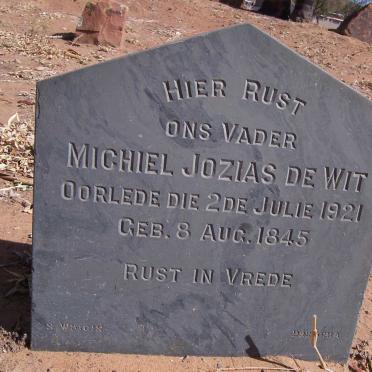 HIER RUST
ONS VADER
MICHIEL JOZIAS DE WIT
OORLEDE DIE 2DE JULIE 1921
GEB. 8 AUG. 1845
RUST IN VREDE